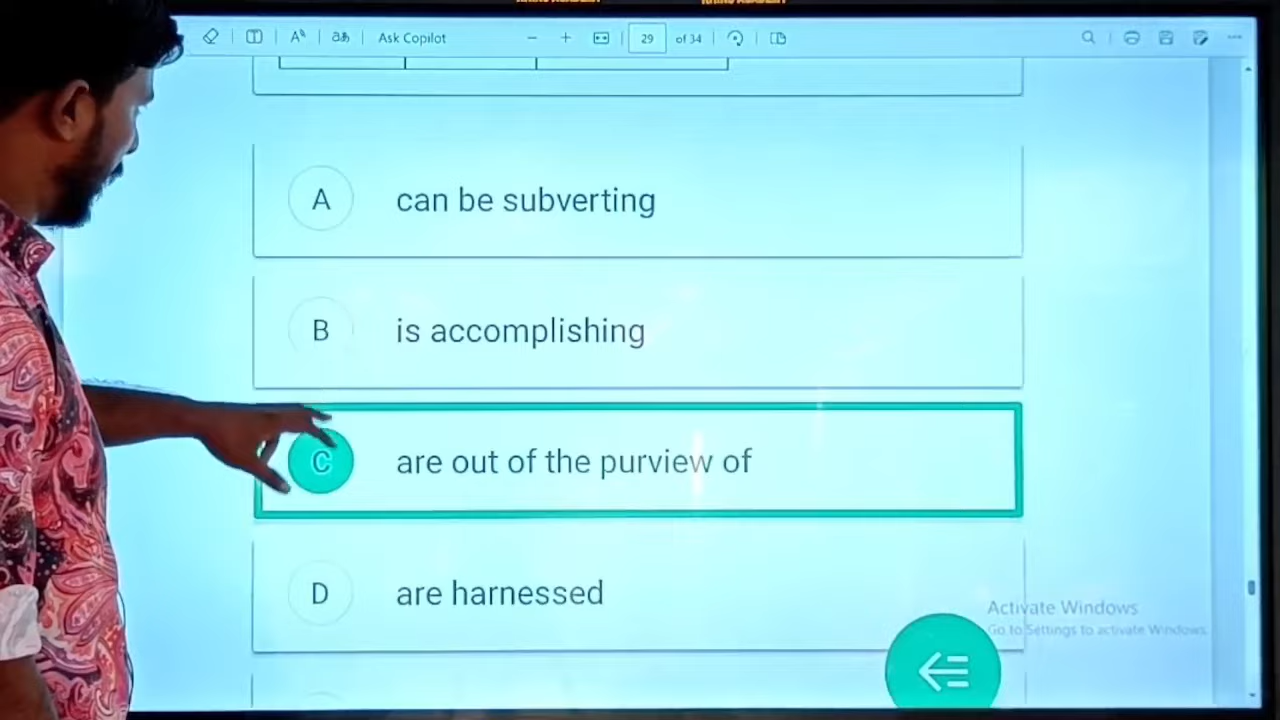 Ask Copilot
29 of 34
A can be subverting
B is accomplishing
C are out of the purview of
D are harnessed
Activate Windows
Go to Settings to activate Windows.